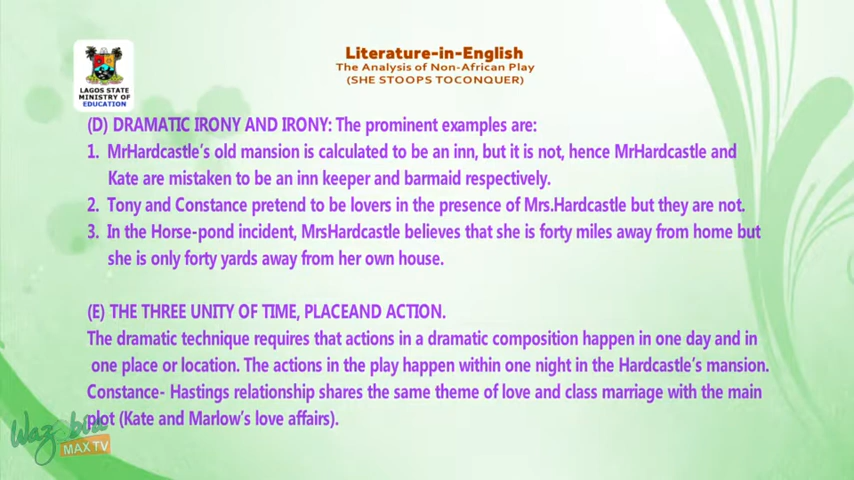 Literature-in-English
The Analysis of Non-African Play
(SHE STOOPS TOCONQUER)
LAGOS STATE
MINISTRY OF
EDUCATION
(D) DRAMATIC IRONY AND IRONY: The prominent examples are:
1. MrHardcastle's old mansion is calculated to be an inn, but it is not, hence MrHardcastle and
Kate are mistaken to be an inn keeper and barmaid respectively.
2. Tony and Constance pretend to be lovers in the presence of Mrs.Hardcastle but they are not.
3. In the Horse-pond incident, MrsHardcastle believes that she is forty miles away from home but
she is only forty yards away from her own house.
(E) THE THREE UNITY OF TIME, PLACEAND ACTION.
The dramatic technique requires that actions in a dramatic composition happen in one day and in
one place or location. The actions in the play happen within one night in the Hardcastle's mansion.
Constance- Hastings relationship shares the same theme of love and class marriage with the main
plot (Kate and Marlow's love affairs).
Wazobia
MAX TV